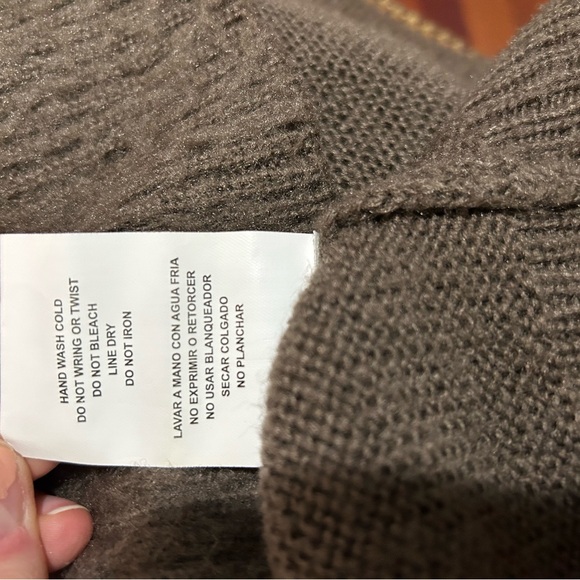 HAND WASH COLD
DO NOT WRING OR TWIST
DO NOT BLEACH
LINE DRY
DO NOT IRON
LAVAR A MANO CON AGUA FRIA
NO EXPRIMIR O RETORCER
NO USAR BLANQUEADOR
SECAR COLGADO
NO PLANCHAR